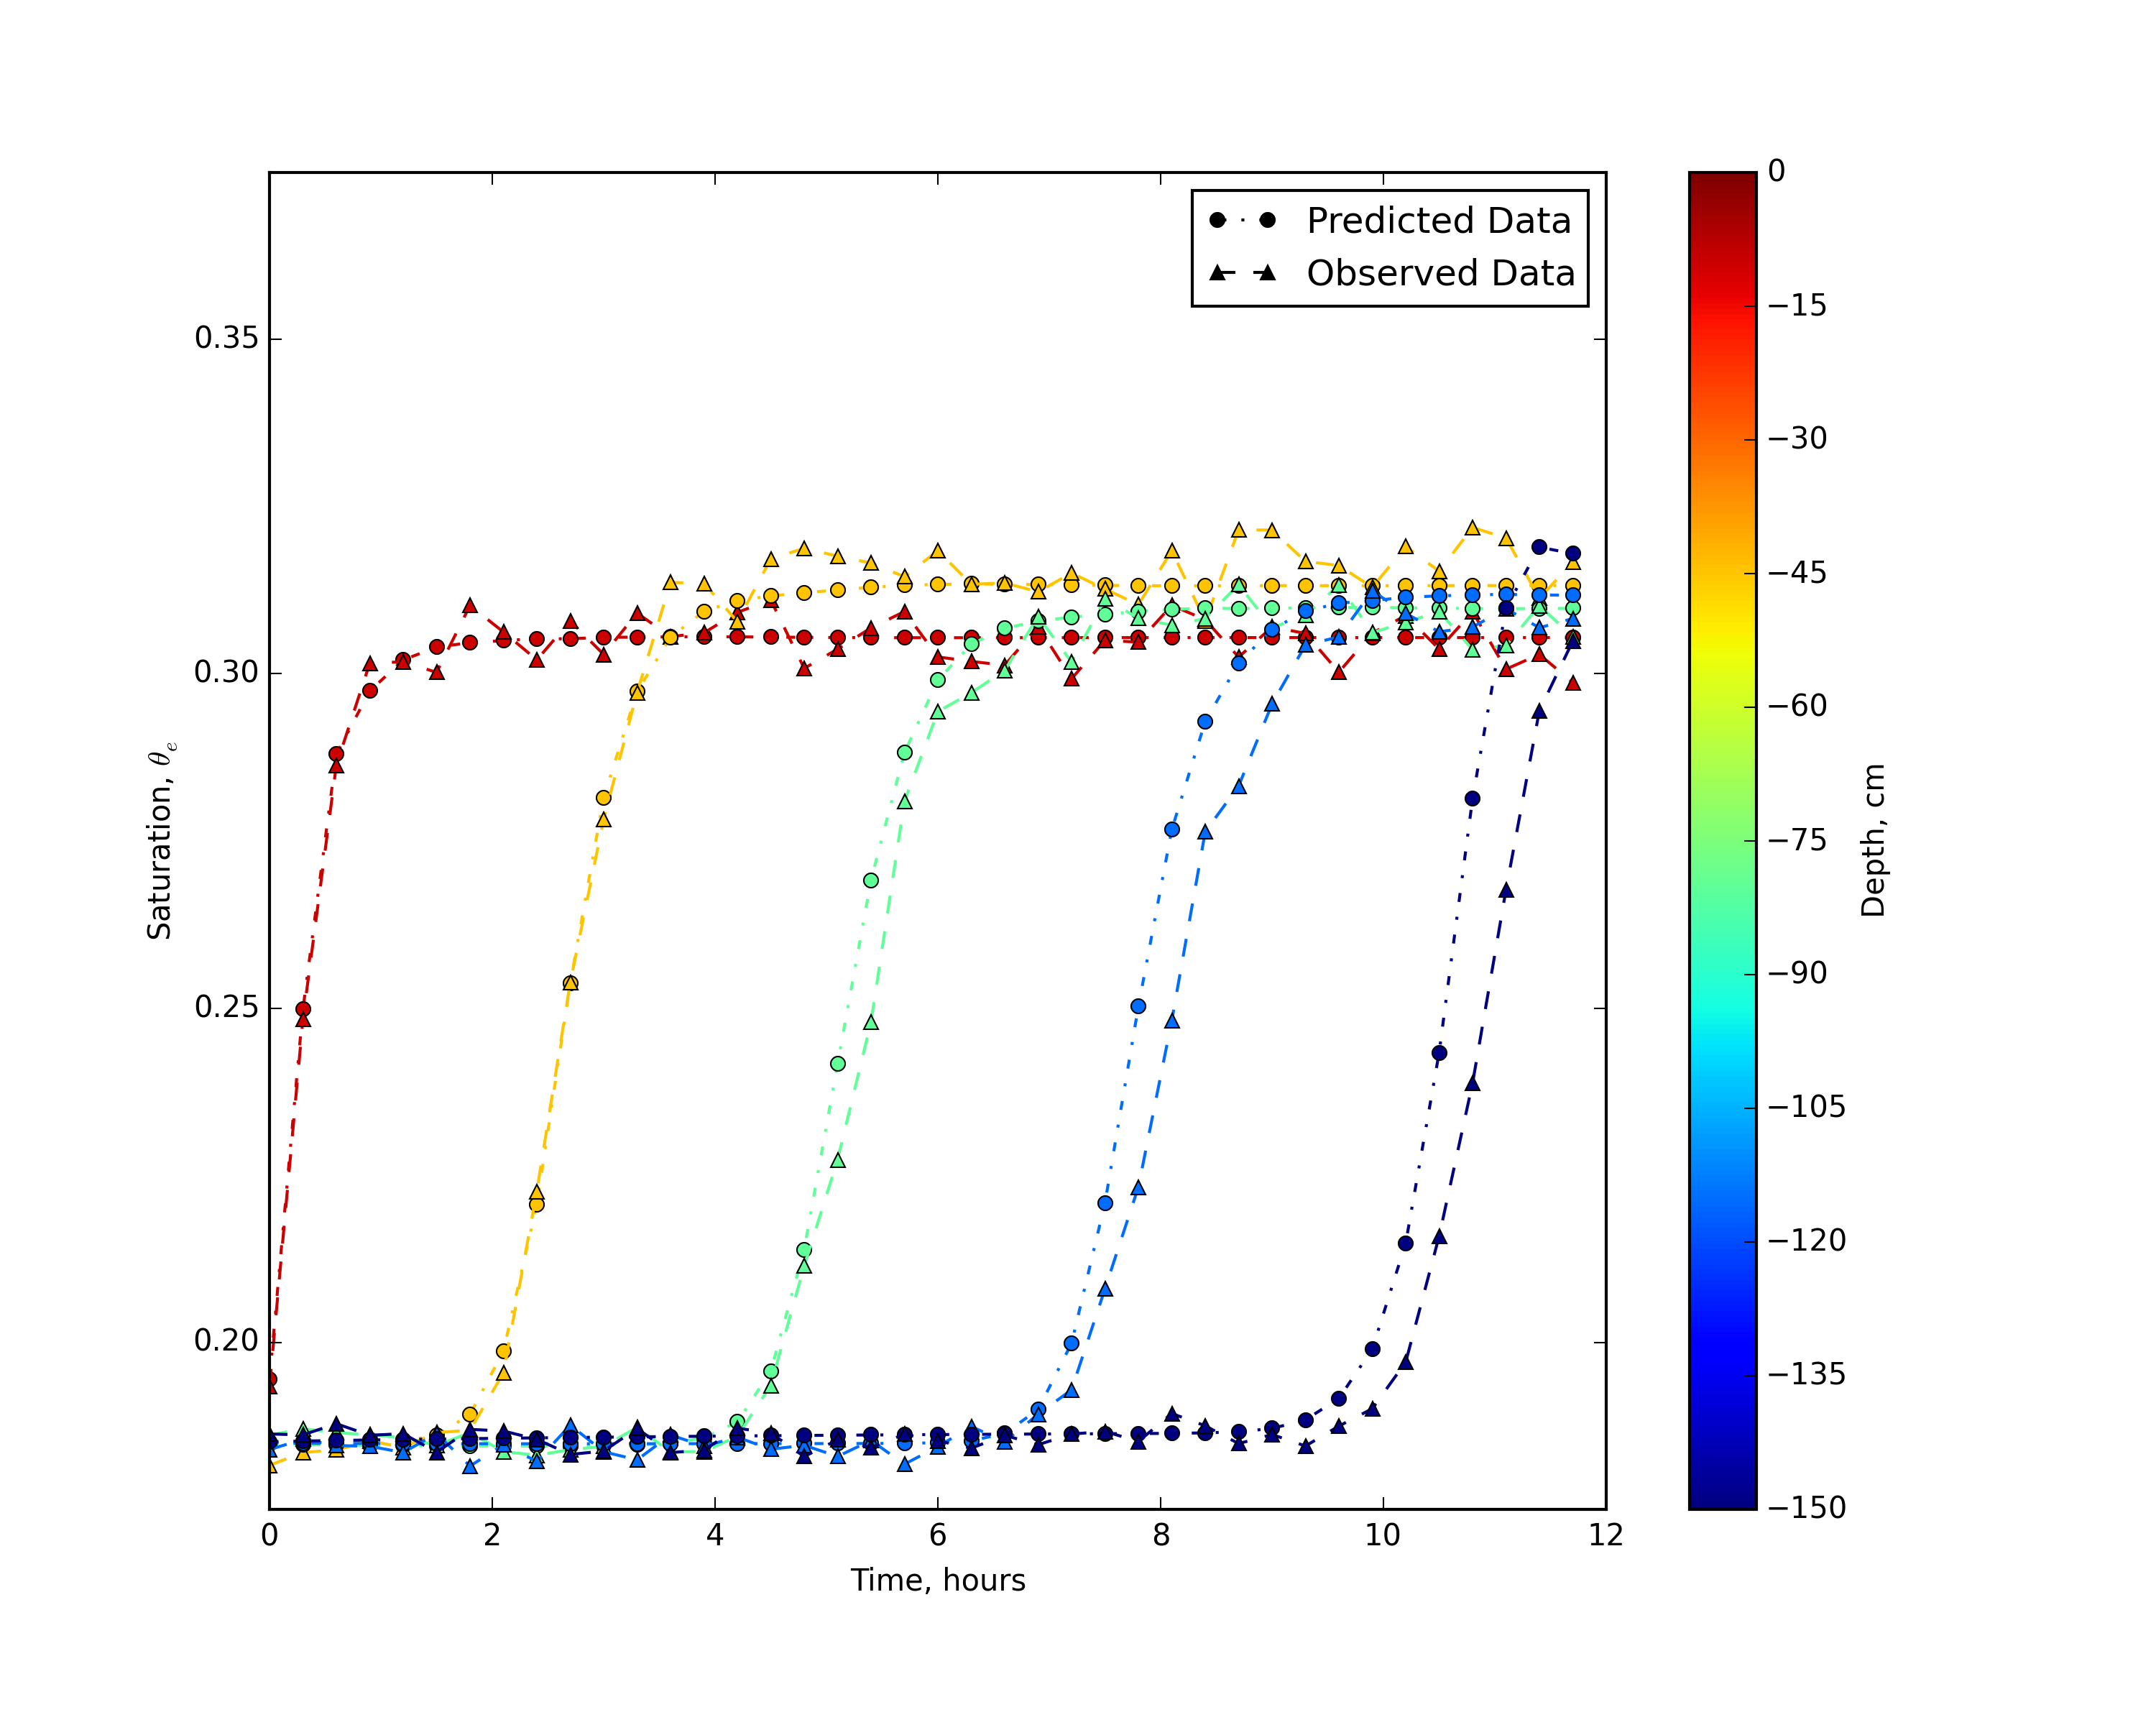 Predicted Data
Observed Data
0.35
0.30
0.25
0.20
Saturation, θe
0 2 4 6 8 10 12
Time, hours
0
−15
−30
−45
−60
−75
−90
−105
−120
−135
−150
Depth, cm